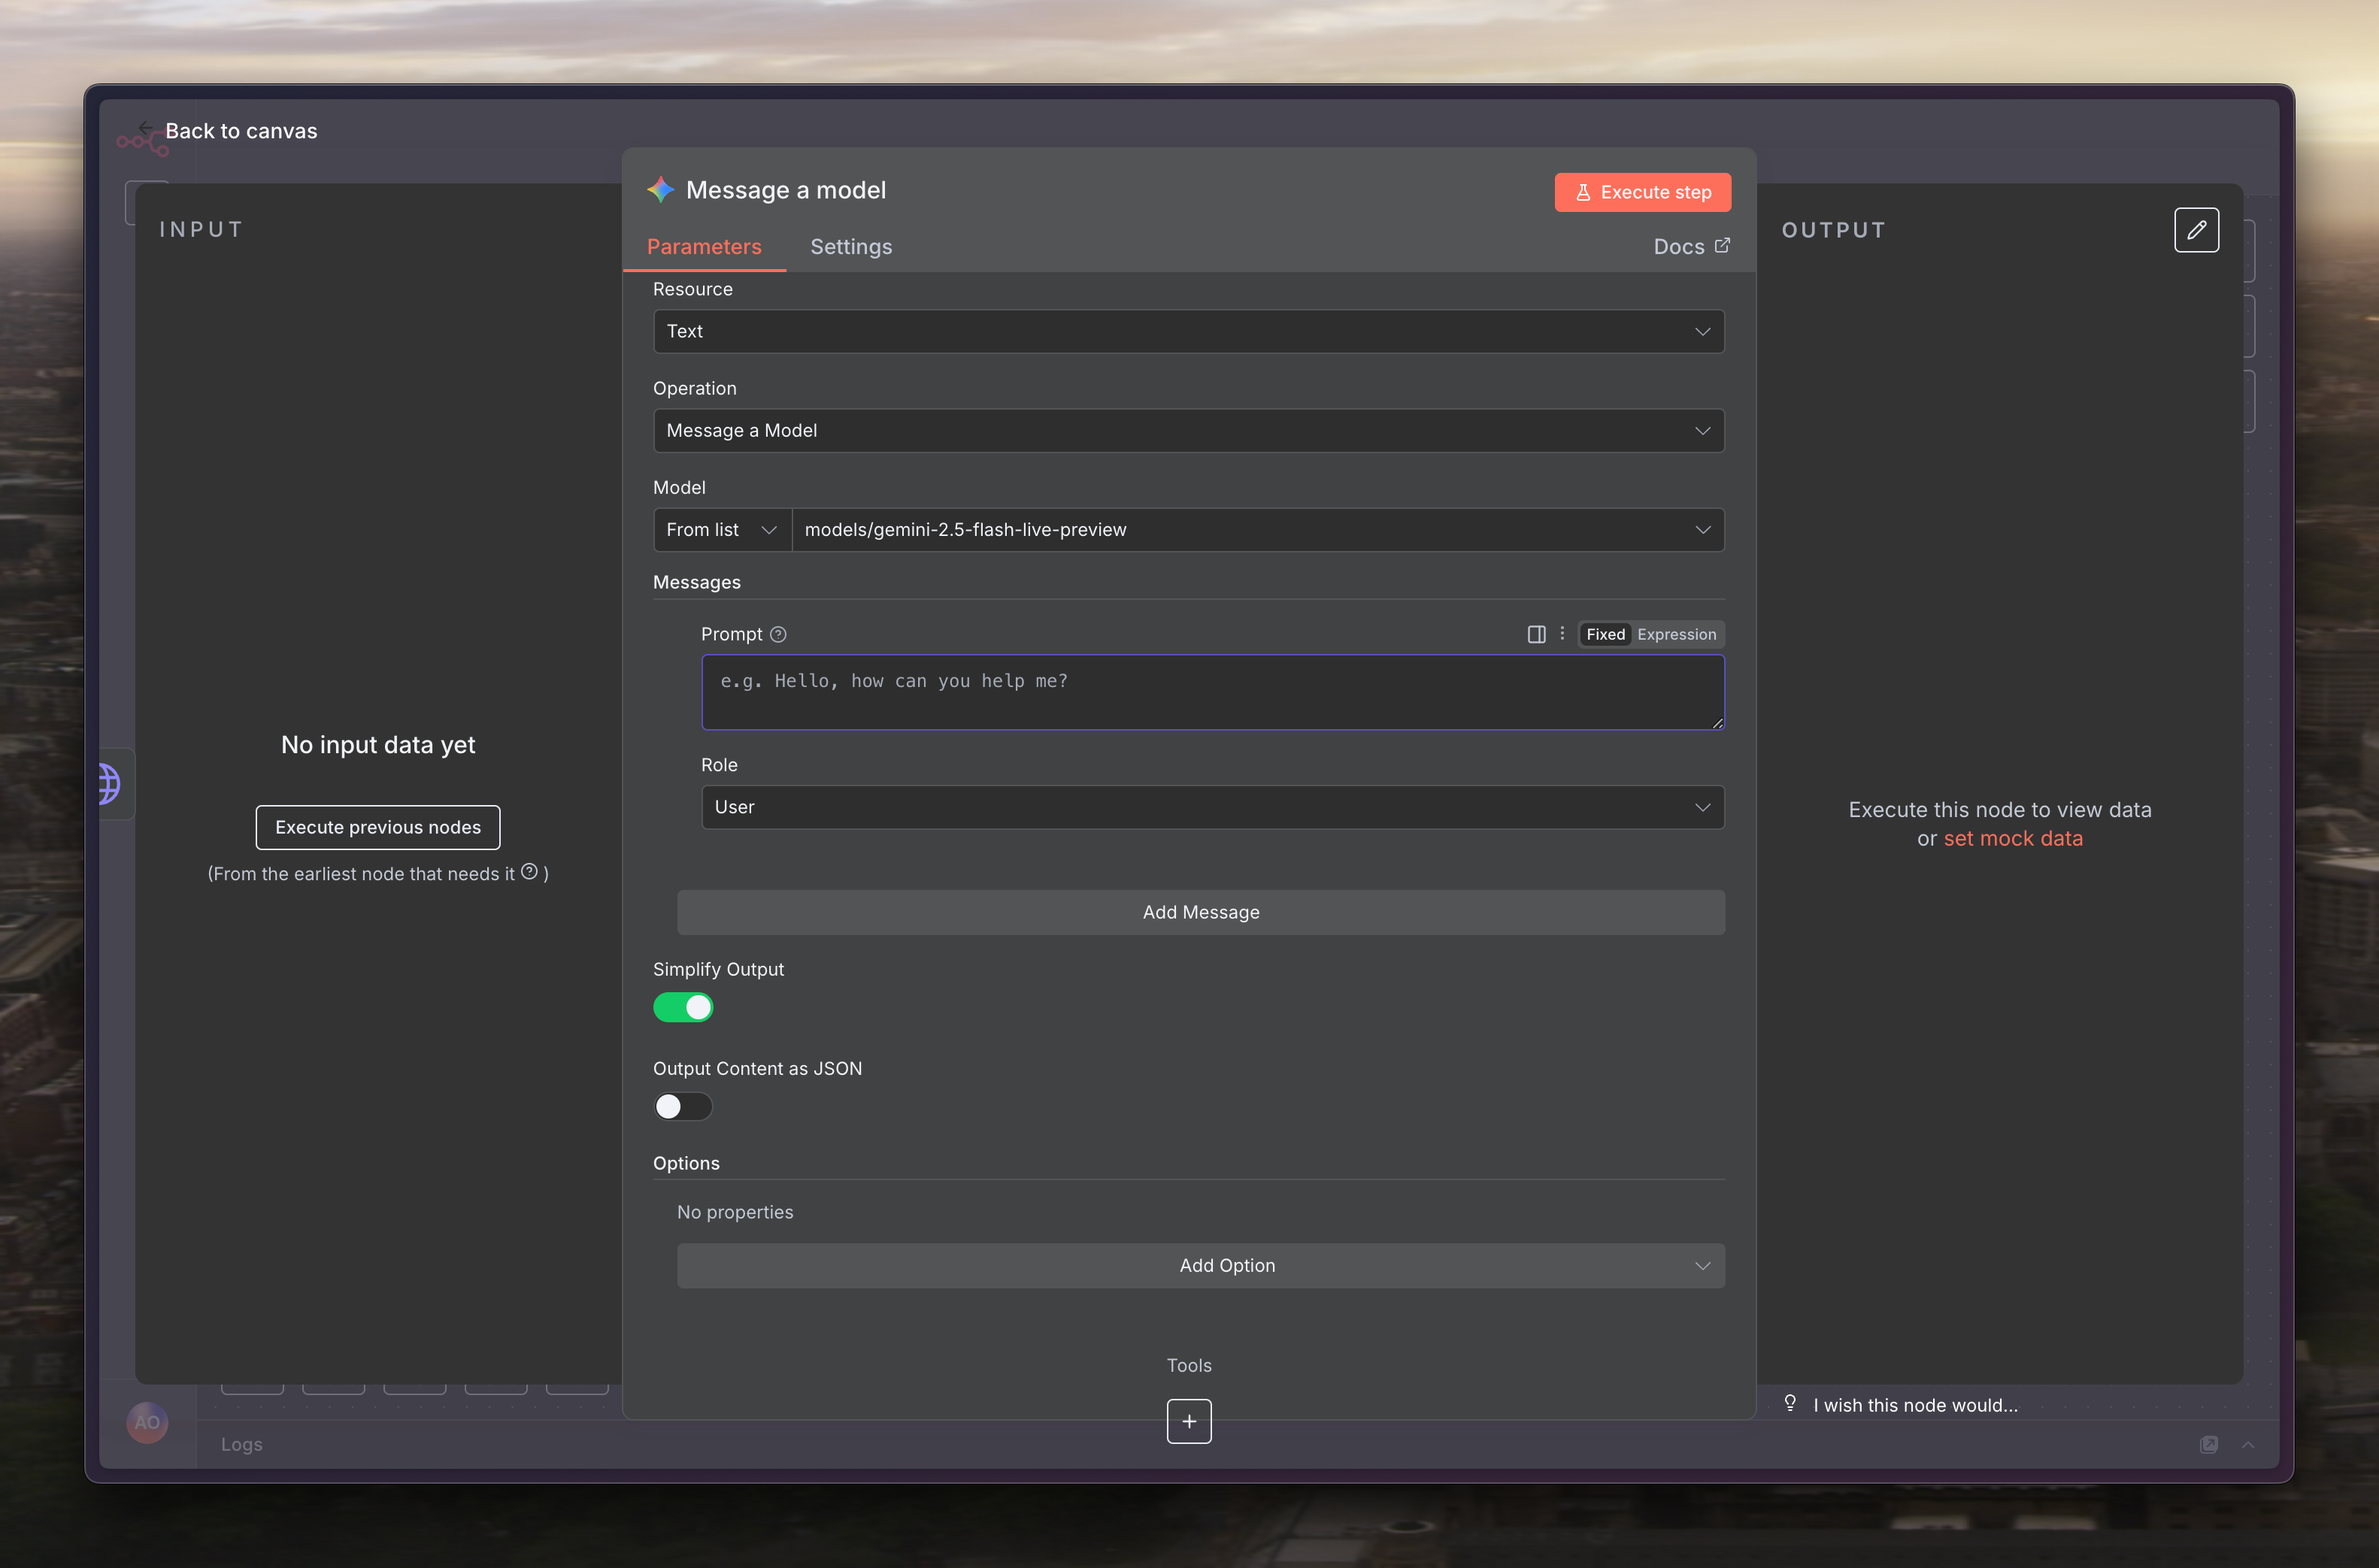 Back to canvas
INPUT
No input data yet
Execute previous nodes
(From the earliest node that needs it ? )
Message a model
Execute step
Parameters
Settings
Docs
Resource
Text
Operation
Message a Model
Model
From list
models/gemini-2.5-flash-live-preview
Messages
Prompt ?
Fixed
Expression
e.g. Hello, how can you help me?
Role
User
Add Message
Simplify Output
Output Content as JSON
Options
No properties
Add Option
Tools
+
OUTPUT
Execute this node to view data
or set mock data
I wish this node would...
AO
Logs